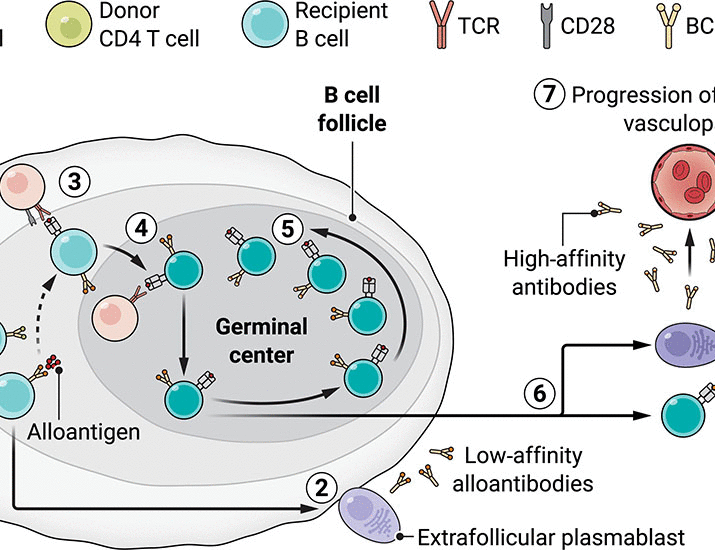 Donor
CD4 T cell
Recipient
B cell
TCR
CD28
BC
B cell
follicle
7 Progression of
vasculop
3
4
5
High-affinity
antibodies
Germinal
center
6
Alloantigen
2
Low-affinity
alloantibodies
Extrafollicular plasmablast